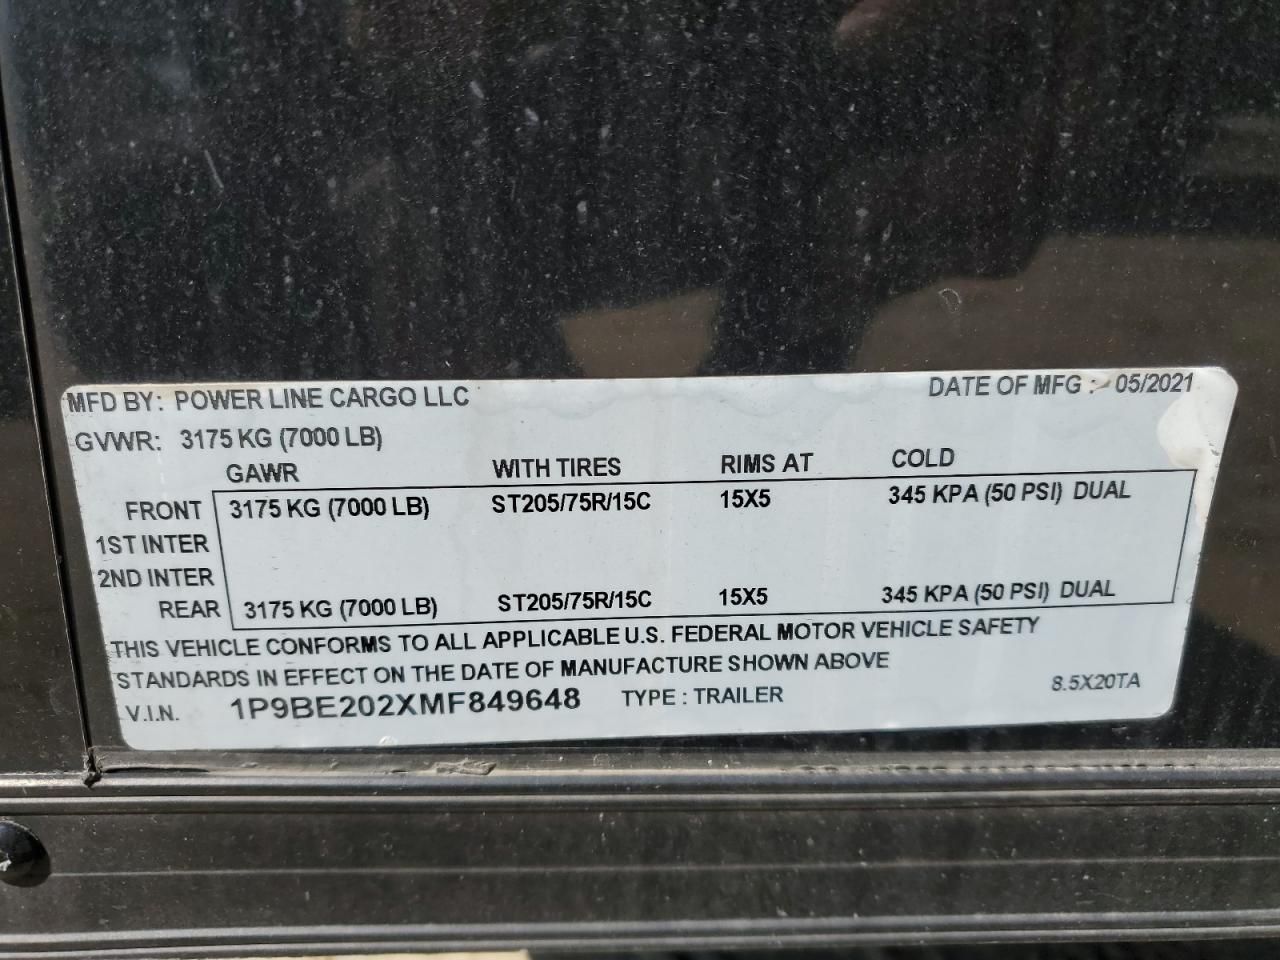 MFD BY: POWER LINE CARGO LLC DATE OF MFG : 05/2021
GVWR: 3175 KG (7000 LB)
GAWR WITH TIRES RIMS AT COLD
FRONT 3175 KG (7000 LB) ST205/75R/15C 15X5 345 KPA (50 PSI) DUAL
1ST INTER
2ND INTER
REAR 3175 KG (7000 LB) ST205/75R/15C 15X5 345 KPA (50 PSI) DUAL
THIS VEHICLE CONFORMS TO ALL APPLICABLE U.S. FEDERAL MOTOR VEHICLE SAFETY
STANDARDS IN EFFECT ON THE DATE OF MANUFACTURE SHOWN ABOVE
V.I.N. 1P9BE202XMF849648 TYPE : TRAILER 8.5X20TA